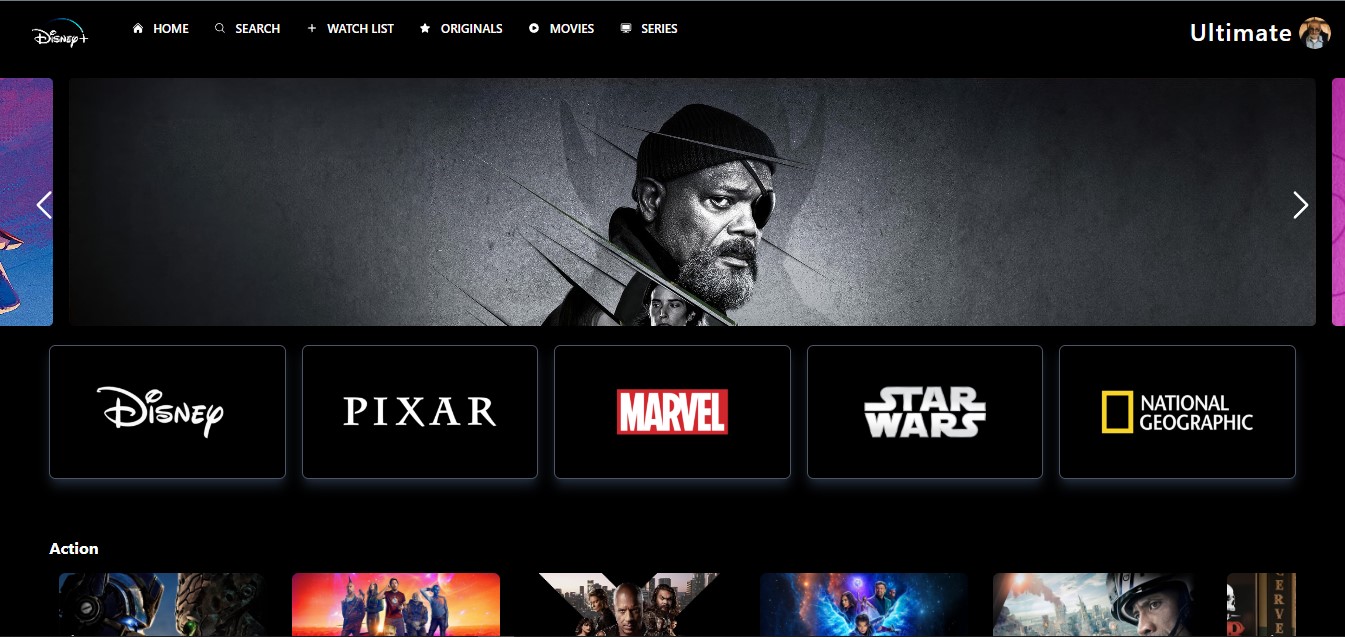 Disney+
HOME
SEARCH
WATCH LIST
ORIGINALS
MOVIES
SERIES
Ultimate
Disney
PIXAR
MARVEL
STAR
WARS
NATIONAL
GEOGRAPHIC
Action